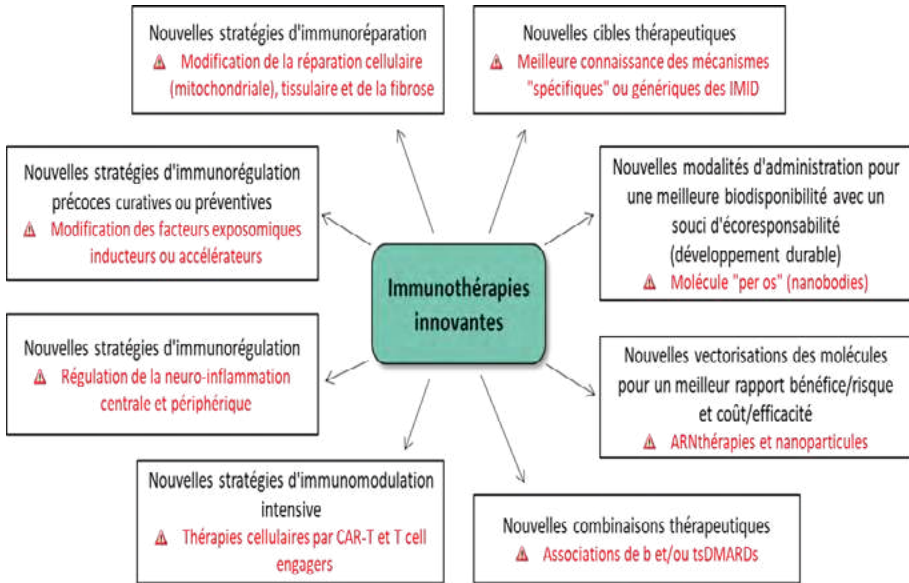 Nouvelles stratégies d'immunoréparation
Modification de la réparation cellulaire
(mitochondriale), tissulaire et de la fibrose
Nouvelles cibles thérapeutiques
Meilleure connaissance des mécanismes
"spécifiques" ou génériques des IMID
Nouvelles stratégies d'immunorégulation
précoces curatives ou préventives
Modification des facteurs exposomiques
inducteurs ou accélérateurs
Nouvelles modalités d'administration pour
une meilleure biodisponibilité avec un
souci d'écoresponsabilité
(développement durable)
Molécule "per os" (nanobodies)
Immunothérapies
innovantes
Nouvelles stratégies d'immunorégulation
Régulation de la neuro-inflammation
centrale et périphérique
Nouvelles vectorisations des molécules
pour un meilleur rapport bénéfice/risque
et coût/efficacité
ARNthérapies et nanoparticules
Nouvelles stratégies d'immunomodulation
intensive
Thérapies cellulaires par CAR-T et T cell
engagers
Nouvelles combinaisons thérapeutiques
Associations de b et/ou tsDMARDs